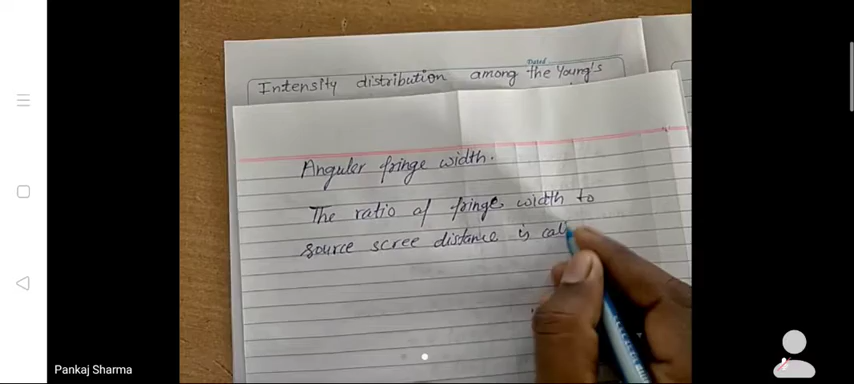 Intensity distribution among the Young's
Angular fringe width.
The ratio of fringe width to
source scree distance is call
Pankaj Sharma